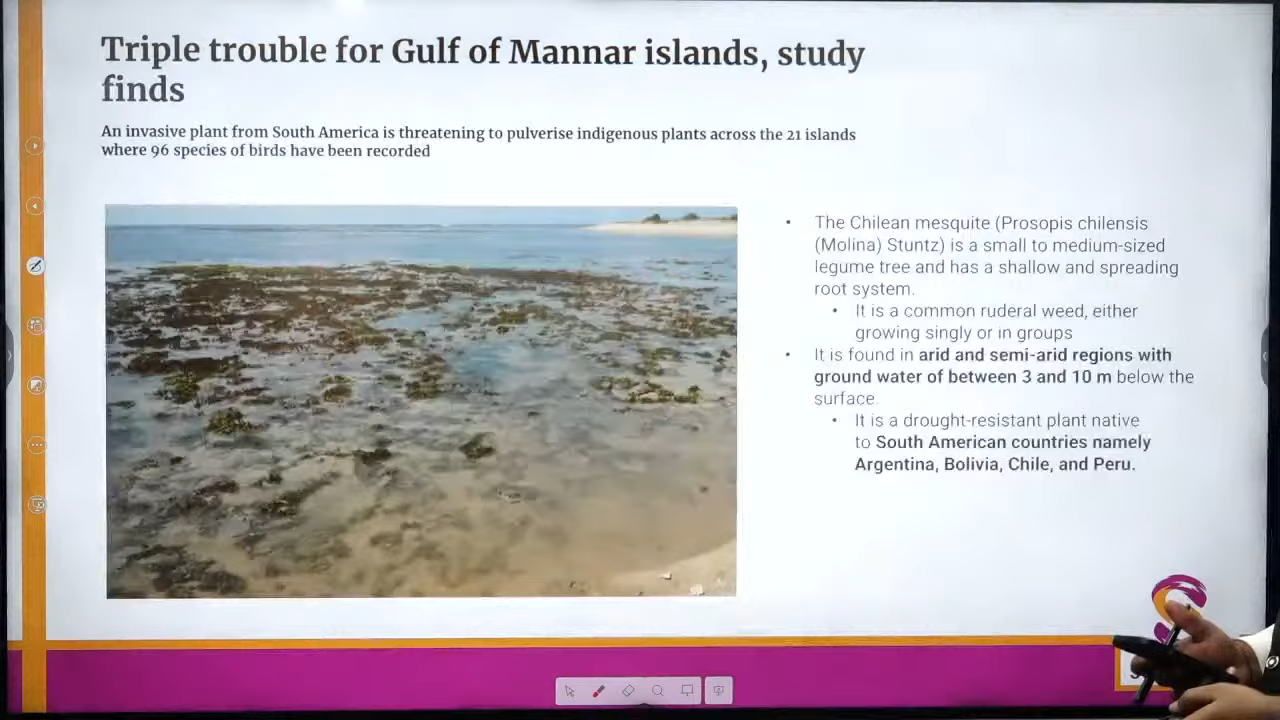 Triple trouble for Gulf of Mannar islands, study
finds
An invasive plant from South America is threatening to pulverise indigenous plants across the 21 islands
where 96 species of birds have been recorded
• The Chilean mesquite (Prosopis chilensis
(Molina) Stuntz) is a small to medium-sized
legume tree and has a shallow and spreading
root system.
• It is a common ruderal weed, either
growing singly or in groups
• It is found in arid and semi-arid regions with
ground water of between 3 and 10 m below the
surface.
• It is a drought-resistant plant native
to South American countries namely
Argentina, Bolivia, Chile, and Peru.